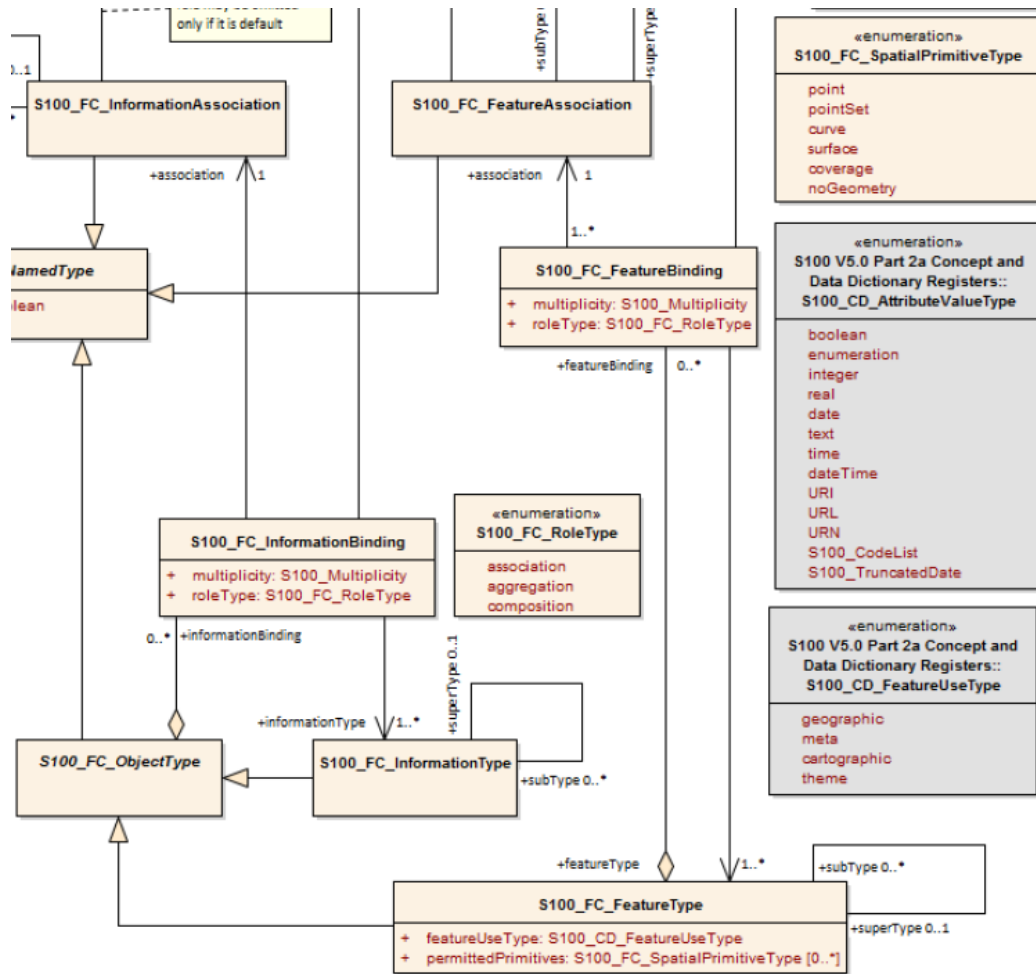 only if it is default
+subType 0..*
+superType
0..1
S100_FC_InformationAssociation
S100_FC_FeatureAssociation
+association 1
+association 1
1..*
NamedType
olean
S100_FC_FeatureBinding
+ multiplicity: S100_Multiplicity
+ roleType: S100_FC_RoleType
+featureBinding 0..*
«enumeration»
S100_FC_SpatialPrimitiveType
point
pointSet
curve
surface
coverage
noGeometry
«enumeration»
S100 V5.0 Part 2a Concept and
Data Dictionary Registers::
S100_CD_AttributeValueType
boolean
enumeration
integer
real
date
text
time
dateTime
URI
URL
URN
S100_CodeList
S100_TruncatedDate
S100_FC_InformationBinding
+ multiplicity: S100_Multiplicity
+ roleType: S100_FC_RoleType
0..* +informationBinding
«enumeration»
S100_FC_RoleType
association
aggregation
composition
+informationType 1..*
+superType 0..1
S100_FC_ObjectType
S100_FC_InformationType
+subType 0..*
«enumeration»
S100 V5.0 Part 2a Concept and
Data Dictionary Registers::
S100_CD_FeatureUseType
geographic
meta
cartographic
theme
+featureType 1..*
+subType 0..*
S100_FC_FeatureType
+ featureUseType: S100_CD_FeatureUseType
+ permittedPrimitives: S100_FC_SpatialPrimitiveType [0..*]
+superType 0..1